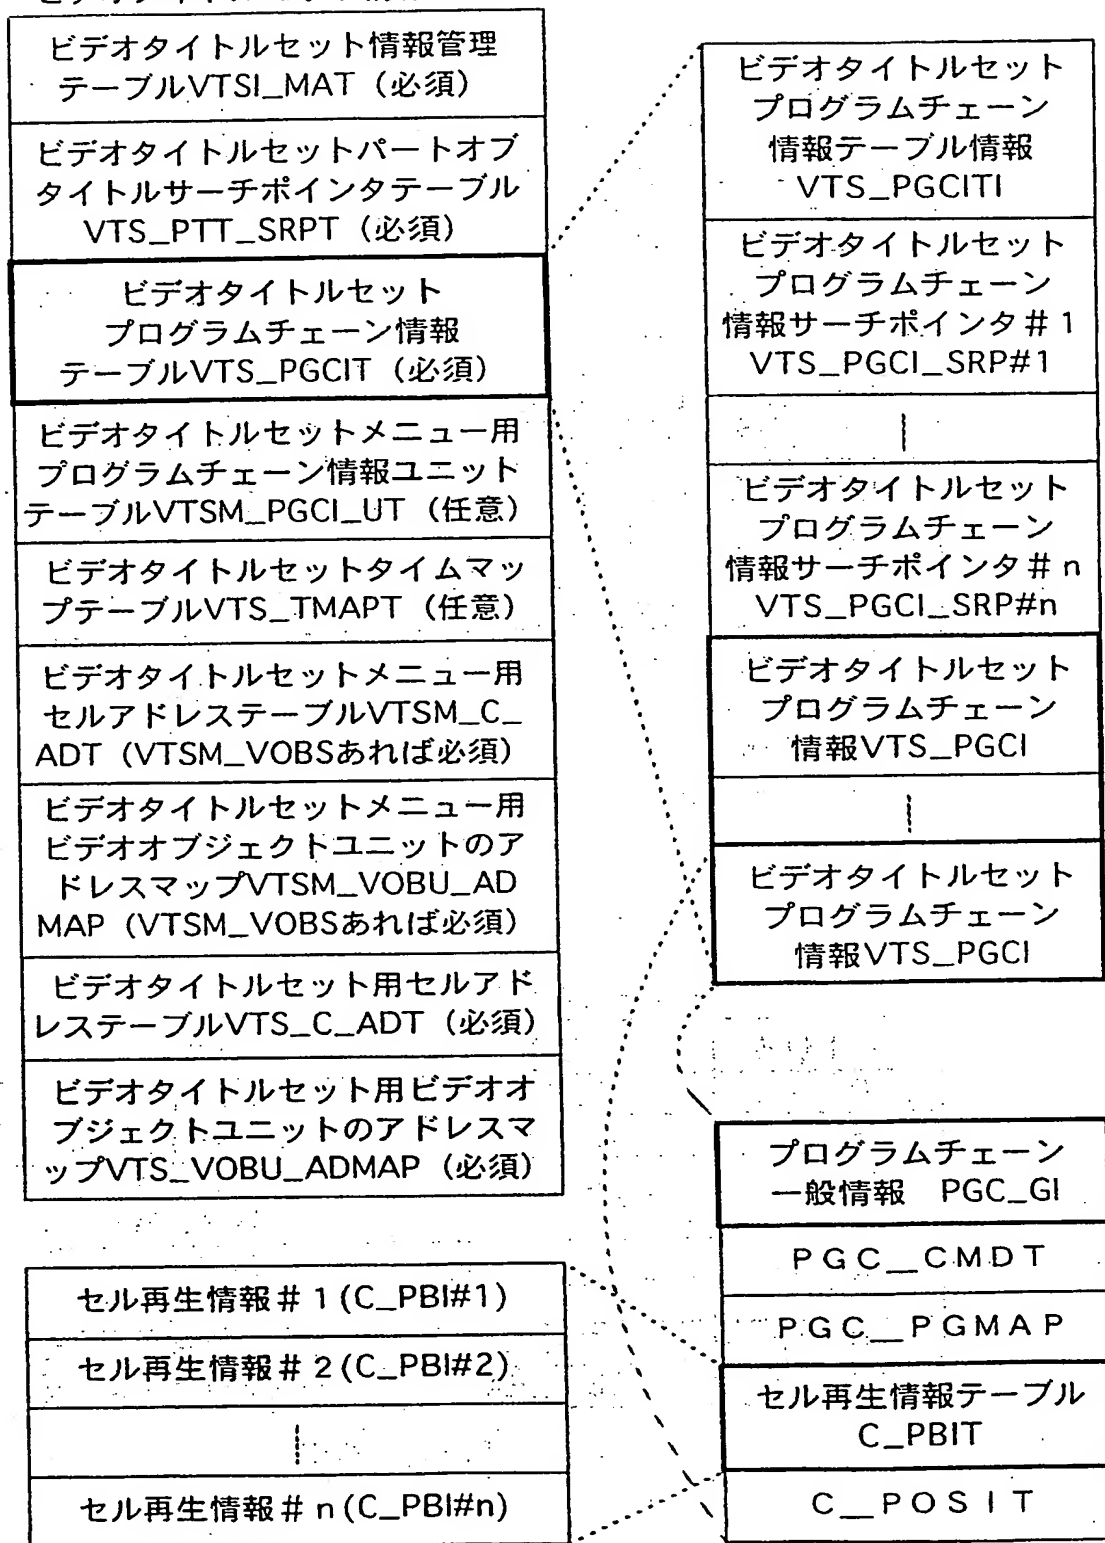 ビデオタイトルセット情報管理
テーブルVTSI_MAT（必須）
ビデオタイトルセットパートオブ
タイトルサーチポインタテーブル
VTS_PTT_SRPT（必須）
ビデオタイトルセット
プログラムチェーン情報
テーブルVTS_PGCIT（必須）
ビデオタイトルセットメニュー用
プログラムチェーン情報ユニット
テーブルVTSM_PGCI_UT（任意）
ビデオタイトルセットタイムマッ
プテーブルVTS_TMAPT（任意）
ビデオタイトルセットメニュー用
セルアドレステーブルVTSM_C_
ADT（VTSM_VOBSあれば必須）
ビデオタイトルセットメニュー用
ビデオオブジェクトユニットのア
ドレスマップVTSM_VOBU_AD
MAP（VTSM_VOBSあれば必須）
ビデオタイトルセット用セルアド
レステーブルVTS_C_ADT（必須）
ビデオタイトルセット用ビデオオ
ブジェクトユニットのアドレスマ
ップVTS_VOBU_ADMAP（必須）
ビデオタイトルセット
プログラムチェーン
情報テーブル情報
VTS_PGCITI
ビデオタイトルセット
プログラムチェーン
情報サーチポインタ＃1
VTS_PGCI_SRP#1
ビデオタイトルセット
プログラムチェーン
情報サーチポインタ＃n
VTS_PGCI_SRP#n
ビデオタイトルセット
プログラムチェーン
情報VTS_PGCI
ビデオタイトルセット
プログラムチェーン
情報VTS_PGCI
プログラムチェーン
一般情報　PGC_GI
ＰＧＣ＿ＣＭＤＴ
ＰＧＣ＿ＰＧＭＡＰ
セル再生情報テーブル
C_PBIT
Ｃ＿ＰＯＳＩＴ
セル再生情報＃1(C_PBI#1)
セル再生情報＃2(C_PBI#2)
セル再生情報＃n(C_PBI#n)